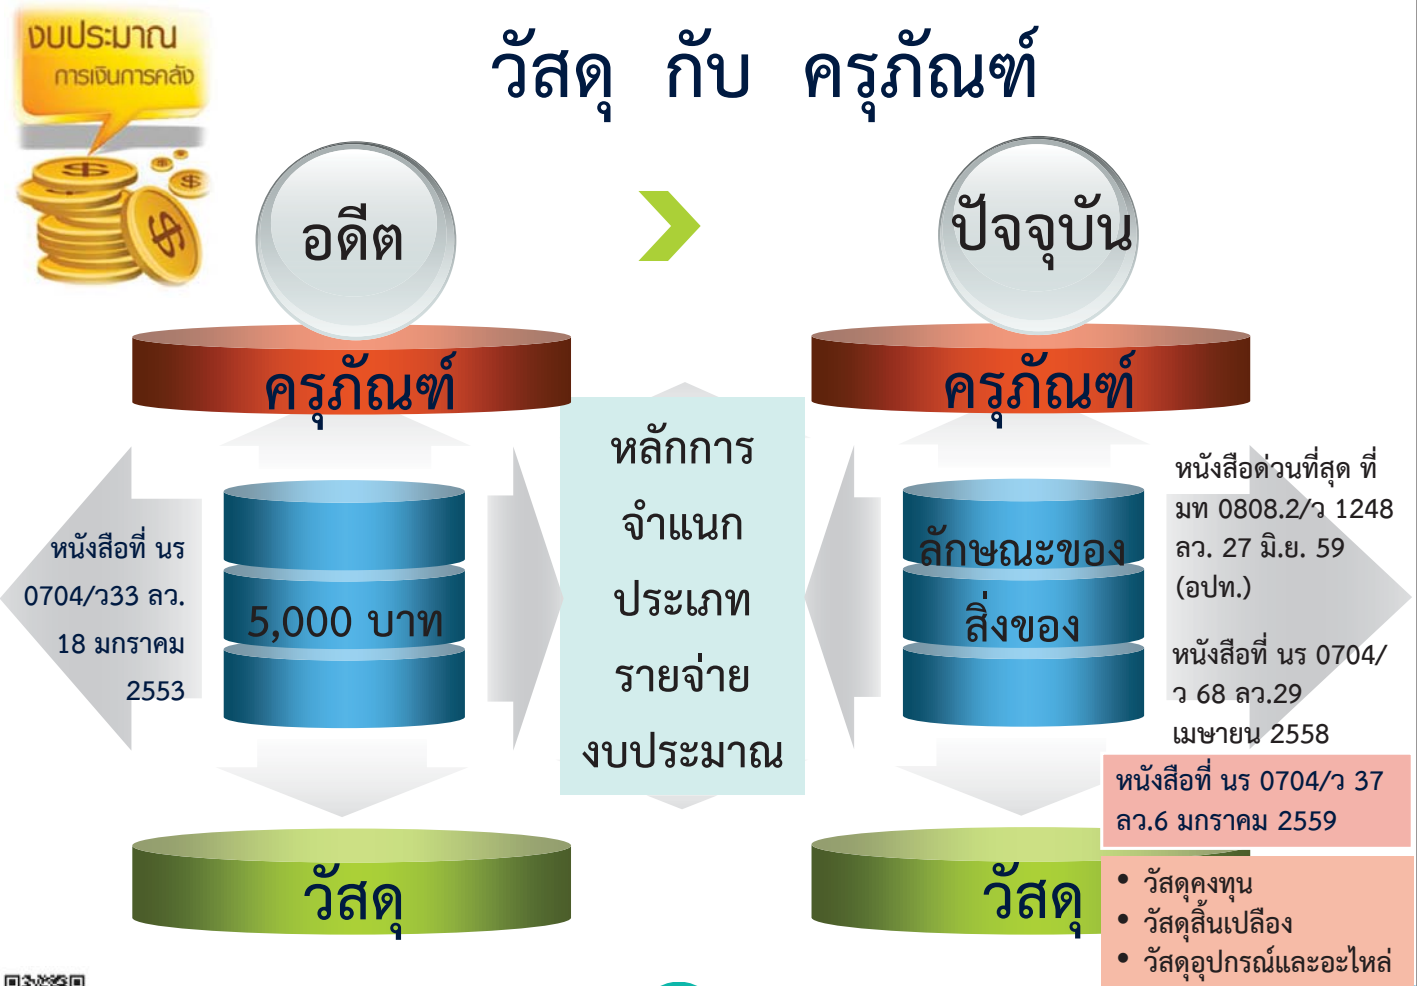 งบประมาณ
การเงินการคลัง
วัสดุ กับ ครุภัณฑ์
อดีต
ปัจจุบัน
ครุภัณฑ์
ครุภัณฑ์
หนังสือที่ นร
0704/ว33 ลว.
18 มกราคม
2553
5,000 บาท
หลักการ
จำแนก
ประเภท
รายจ่าย
งบประมาณ
ลักษณะของ
สิ่งของ
หนังสือด่วนที่สุด ที่
มท 0808.2/ว 1248
ลว. 27 มิ.ย. 59
(อปท.)
หนังสือที่ นร 0704/
ว 68 ลว.29
เมษายน 2558
หนังสือที่ นร 0704/ว 37
ลว.6 มกราคม 2559
วัสดุ
วัสดุ
• วัสดุคงทุน
• วัสดุสิ้นเปลือง
• วัสดุอุปกรณ์และอะไหล่